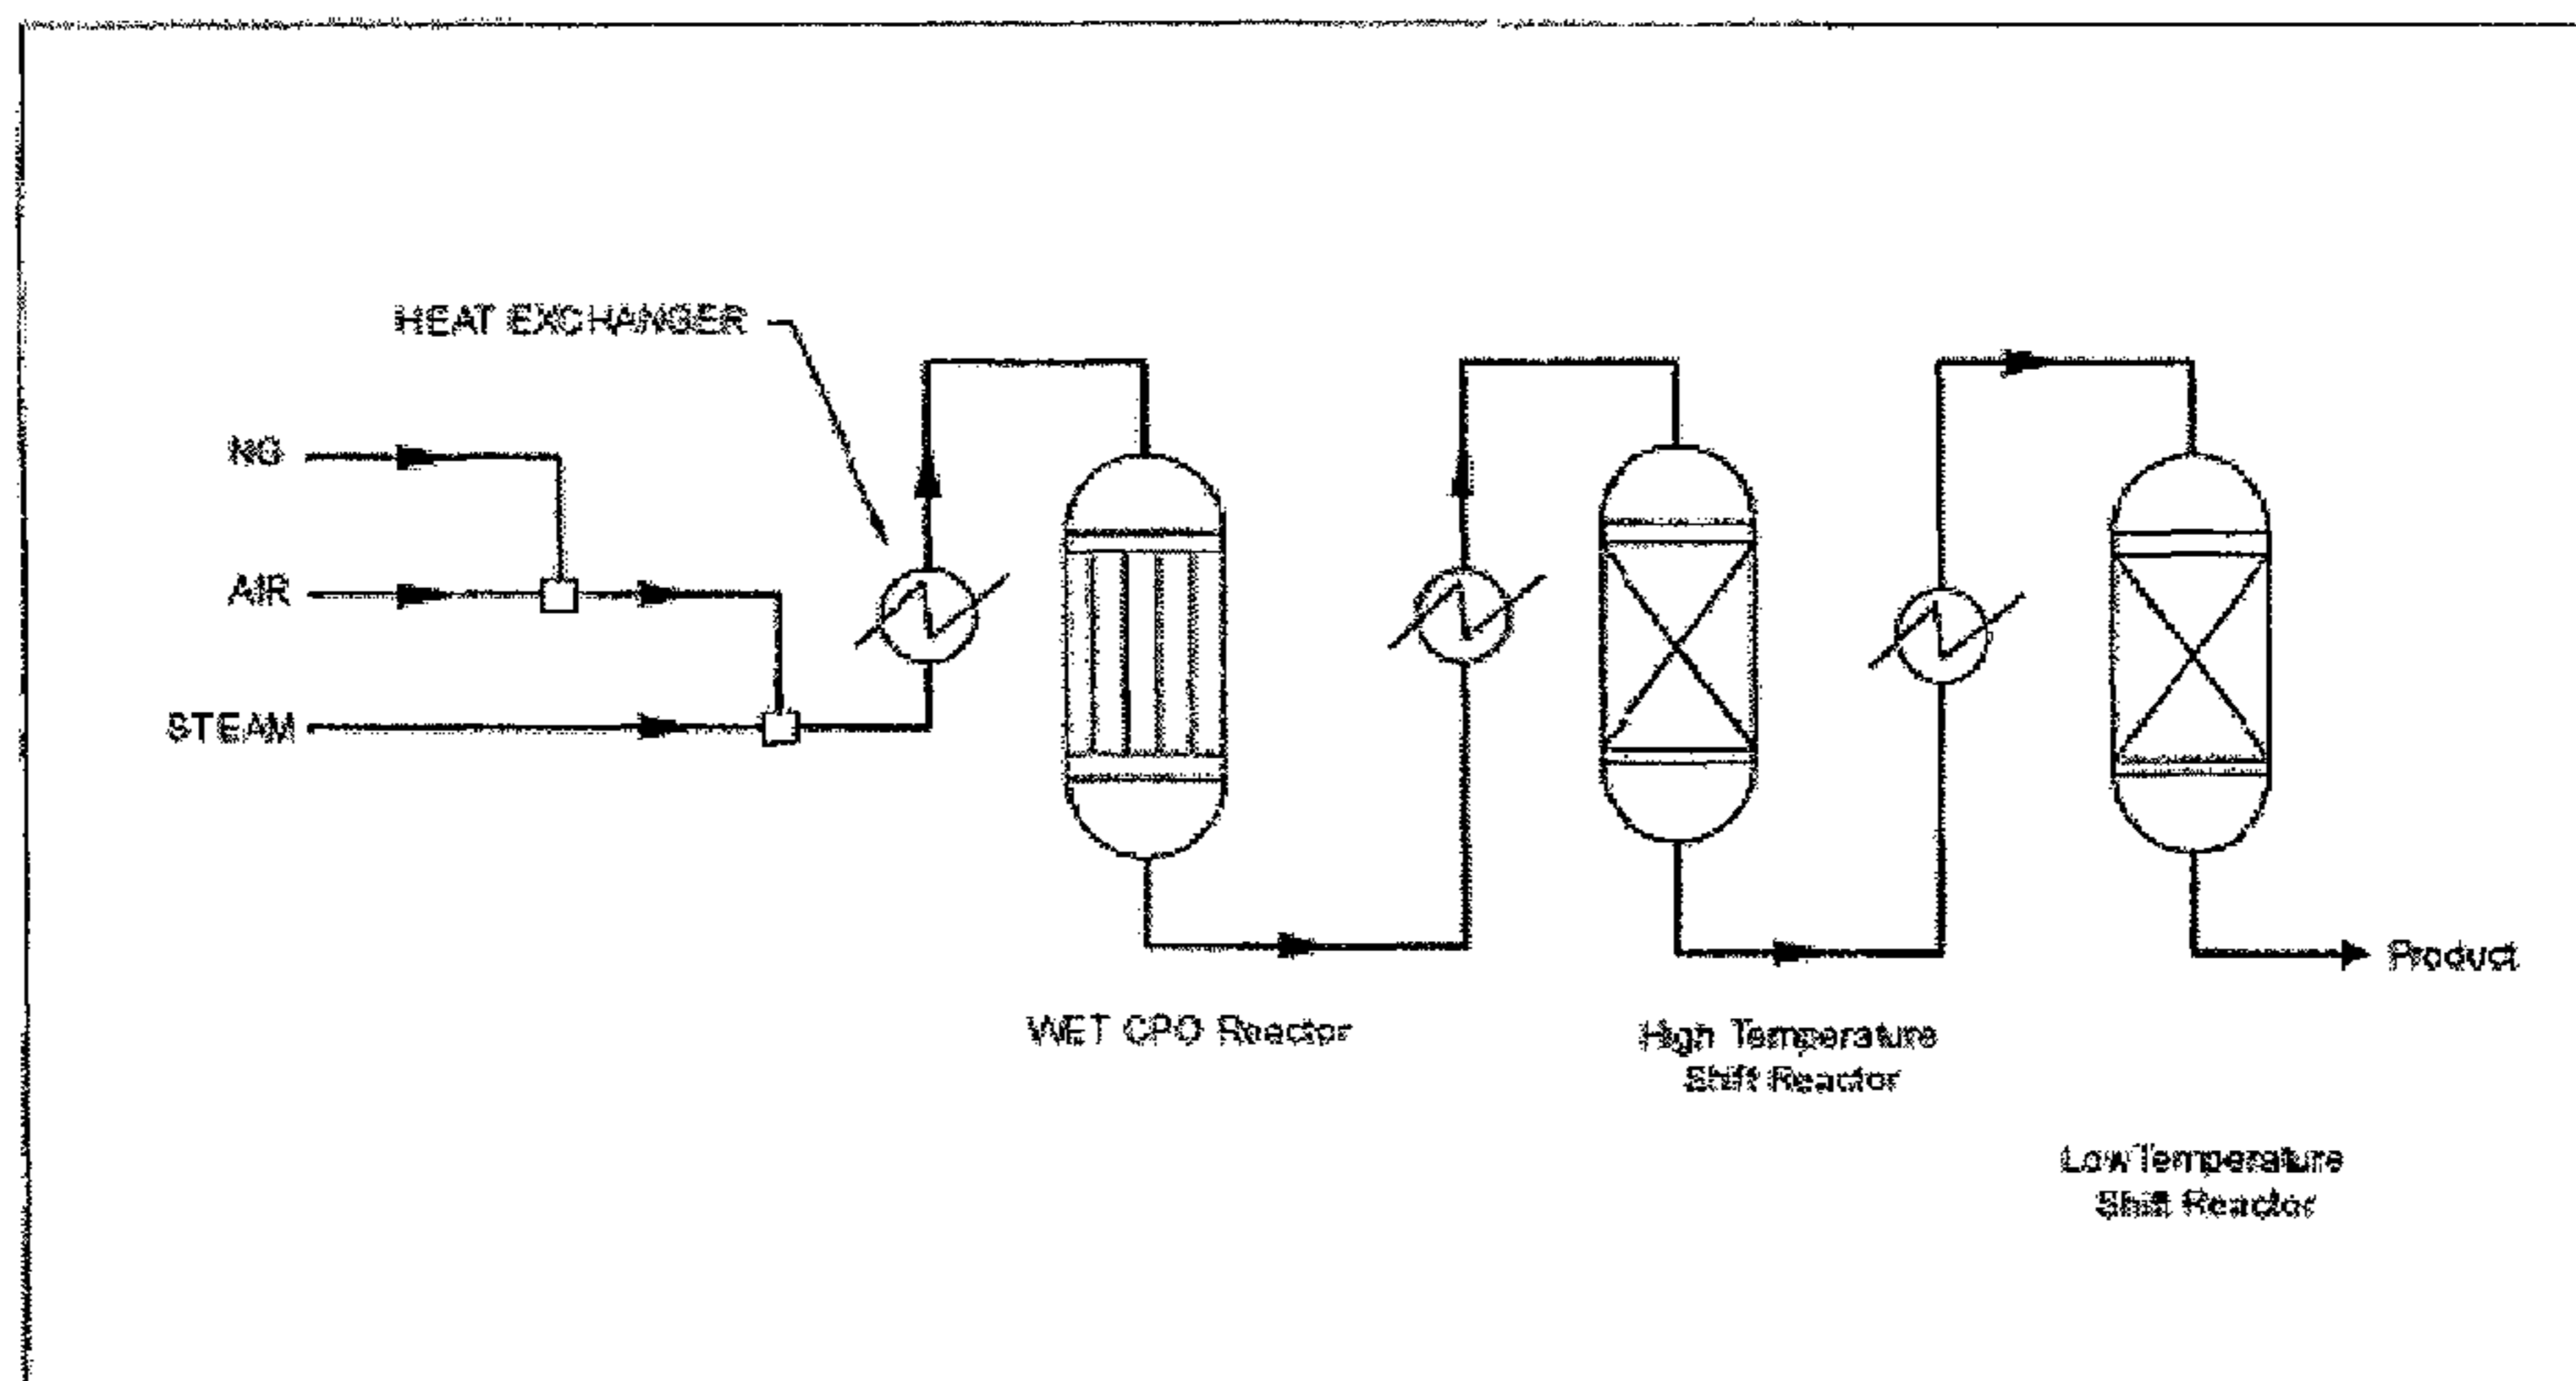 HEAT EXCHANGER
NG
AIR
STEAM
Product
WET CPO Reactor
High Temperature
Shift Reactor
Low Temperature
Shift Reactor